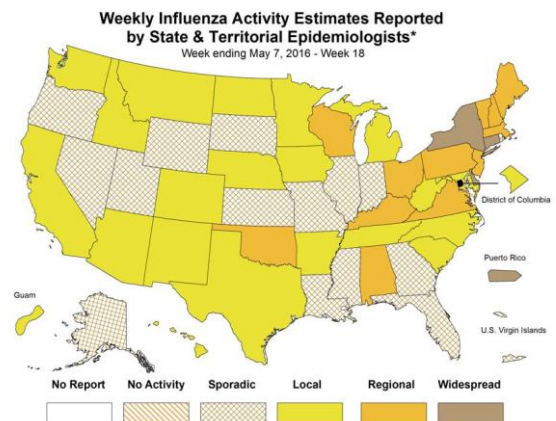 Weekly Influenza Activity Estimates Reported
by State & Territorial Epidemiologists*
Week ending May 7, 2016 - Week 18
District of Columbia
Puerto Rico
Guam
U.S. Virgin Islands
No Report No Activity Sporadic Local Regional Widespread